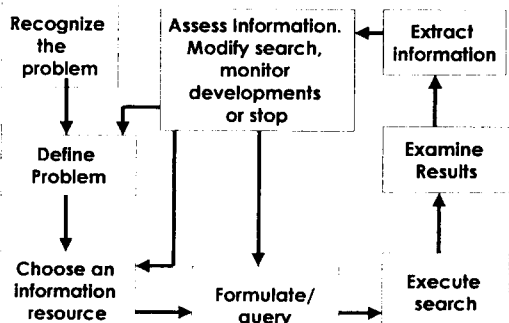 Recognize
the
problem
Assess Information.
Modify search,
monitor
developments
or stop
Extract
information
Define
Problem
Examine
Results
Choose an
information
resource
Formulate/
query
Execute
search